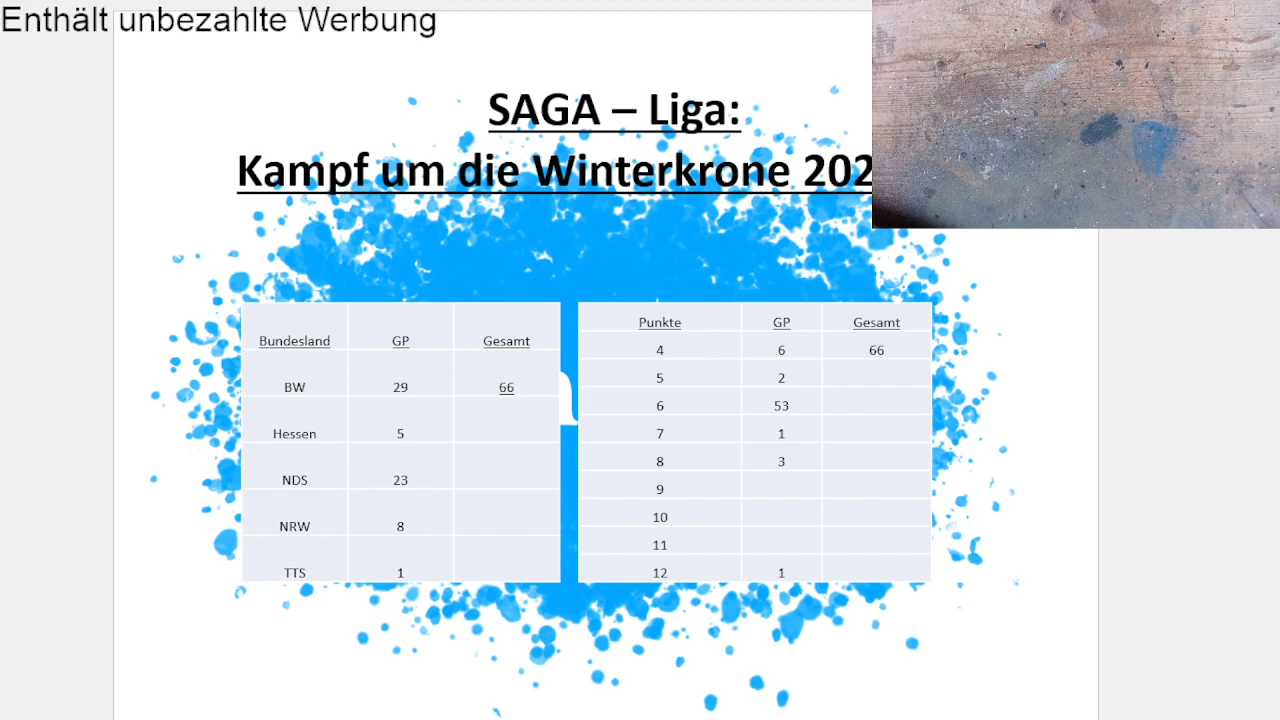 Enthält unbezahlte Werbung
SAGA – Liga:
Kampf um die Winterkrone 202
Bundesland GP Gesamt
BW 29 66
Hessen 5
NDS 23
NRW 8
TTS 1
Punkte GP Gesamt
4 6 66
5 2
6 53
7 1
8 3
9
10
11
12 1